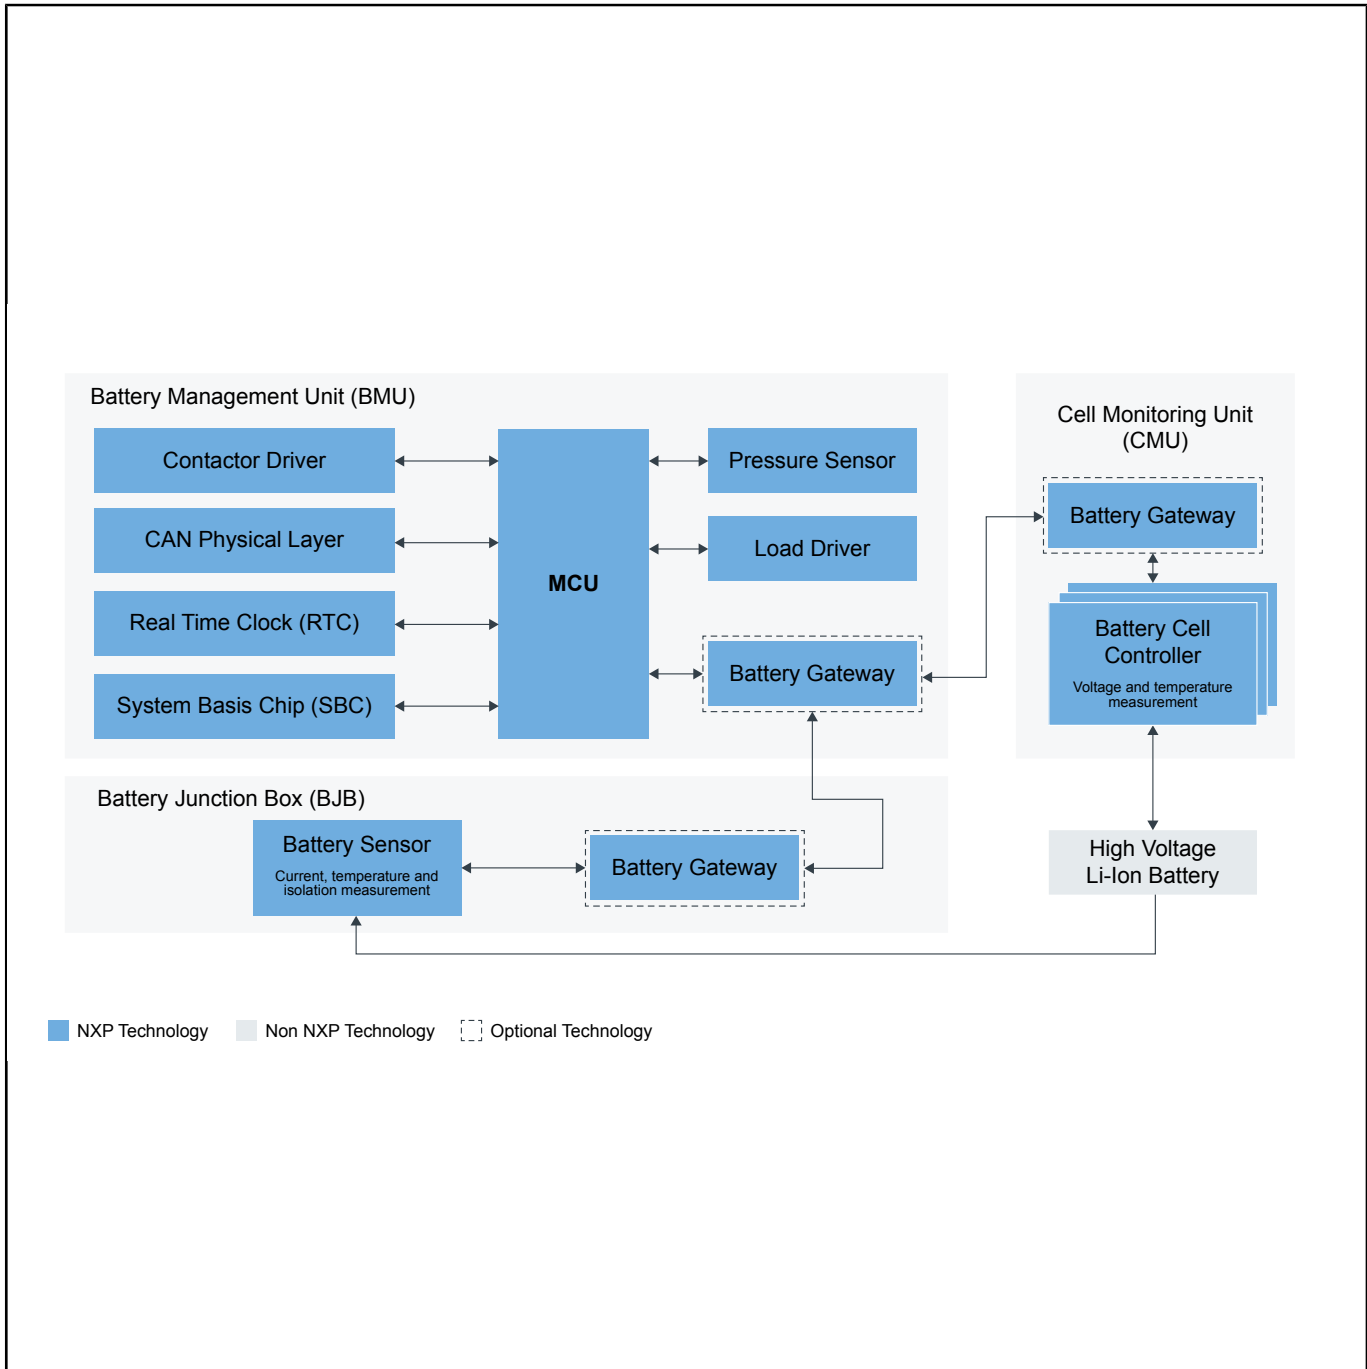 Battery Management Unit (BMU)
Contactor Driver
CAN Physical Layer
Real Time Clock (RTC)
System Basis Chip (SBC)
MCU
Pressure Sensor
Load Driver
Battery Gateway
Cell Monitoring Unit
(CMU)
Battery Gateway
Battery Cell
Controller
Voltage and temperature
measurement
High Voltage
Li-Ion Battery
Battery Junction Box (BJB)
Battery Sensor
Current, temperature and
isolation measurement
Battery Gateway
NXP Technology
Non NXP Technology
Optional Technology